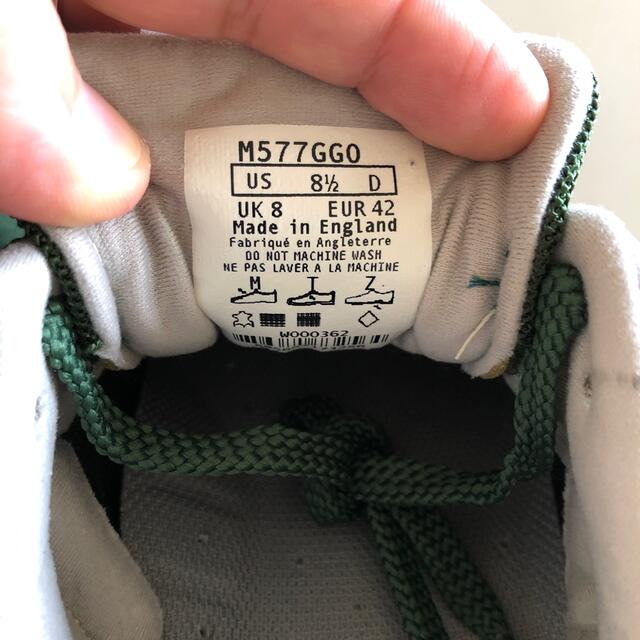 M577GGO
US 8½ D
UK 8 EUR 42
Made in England
Fabriqué en Angleterre
DO NOT MACHINE WASH
NE PAS LAVER A LA MACHINE
M I Z
W000362